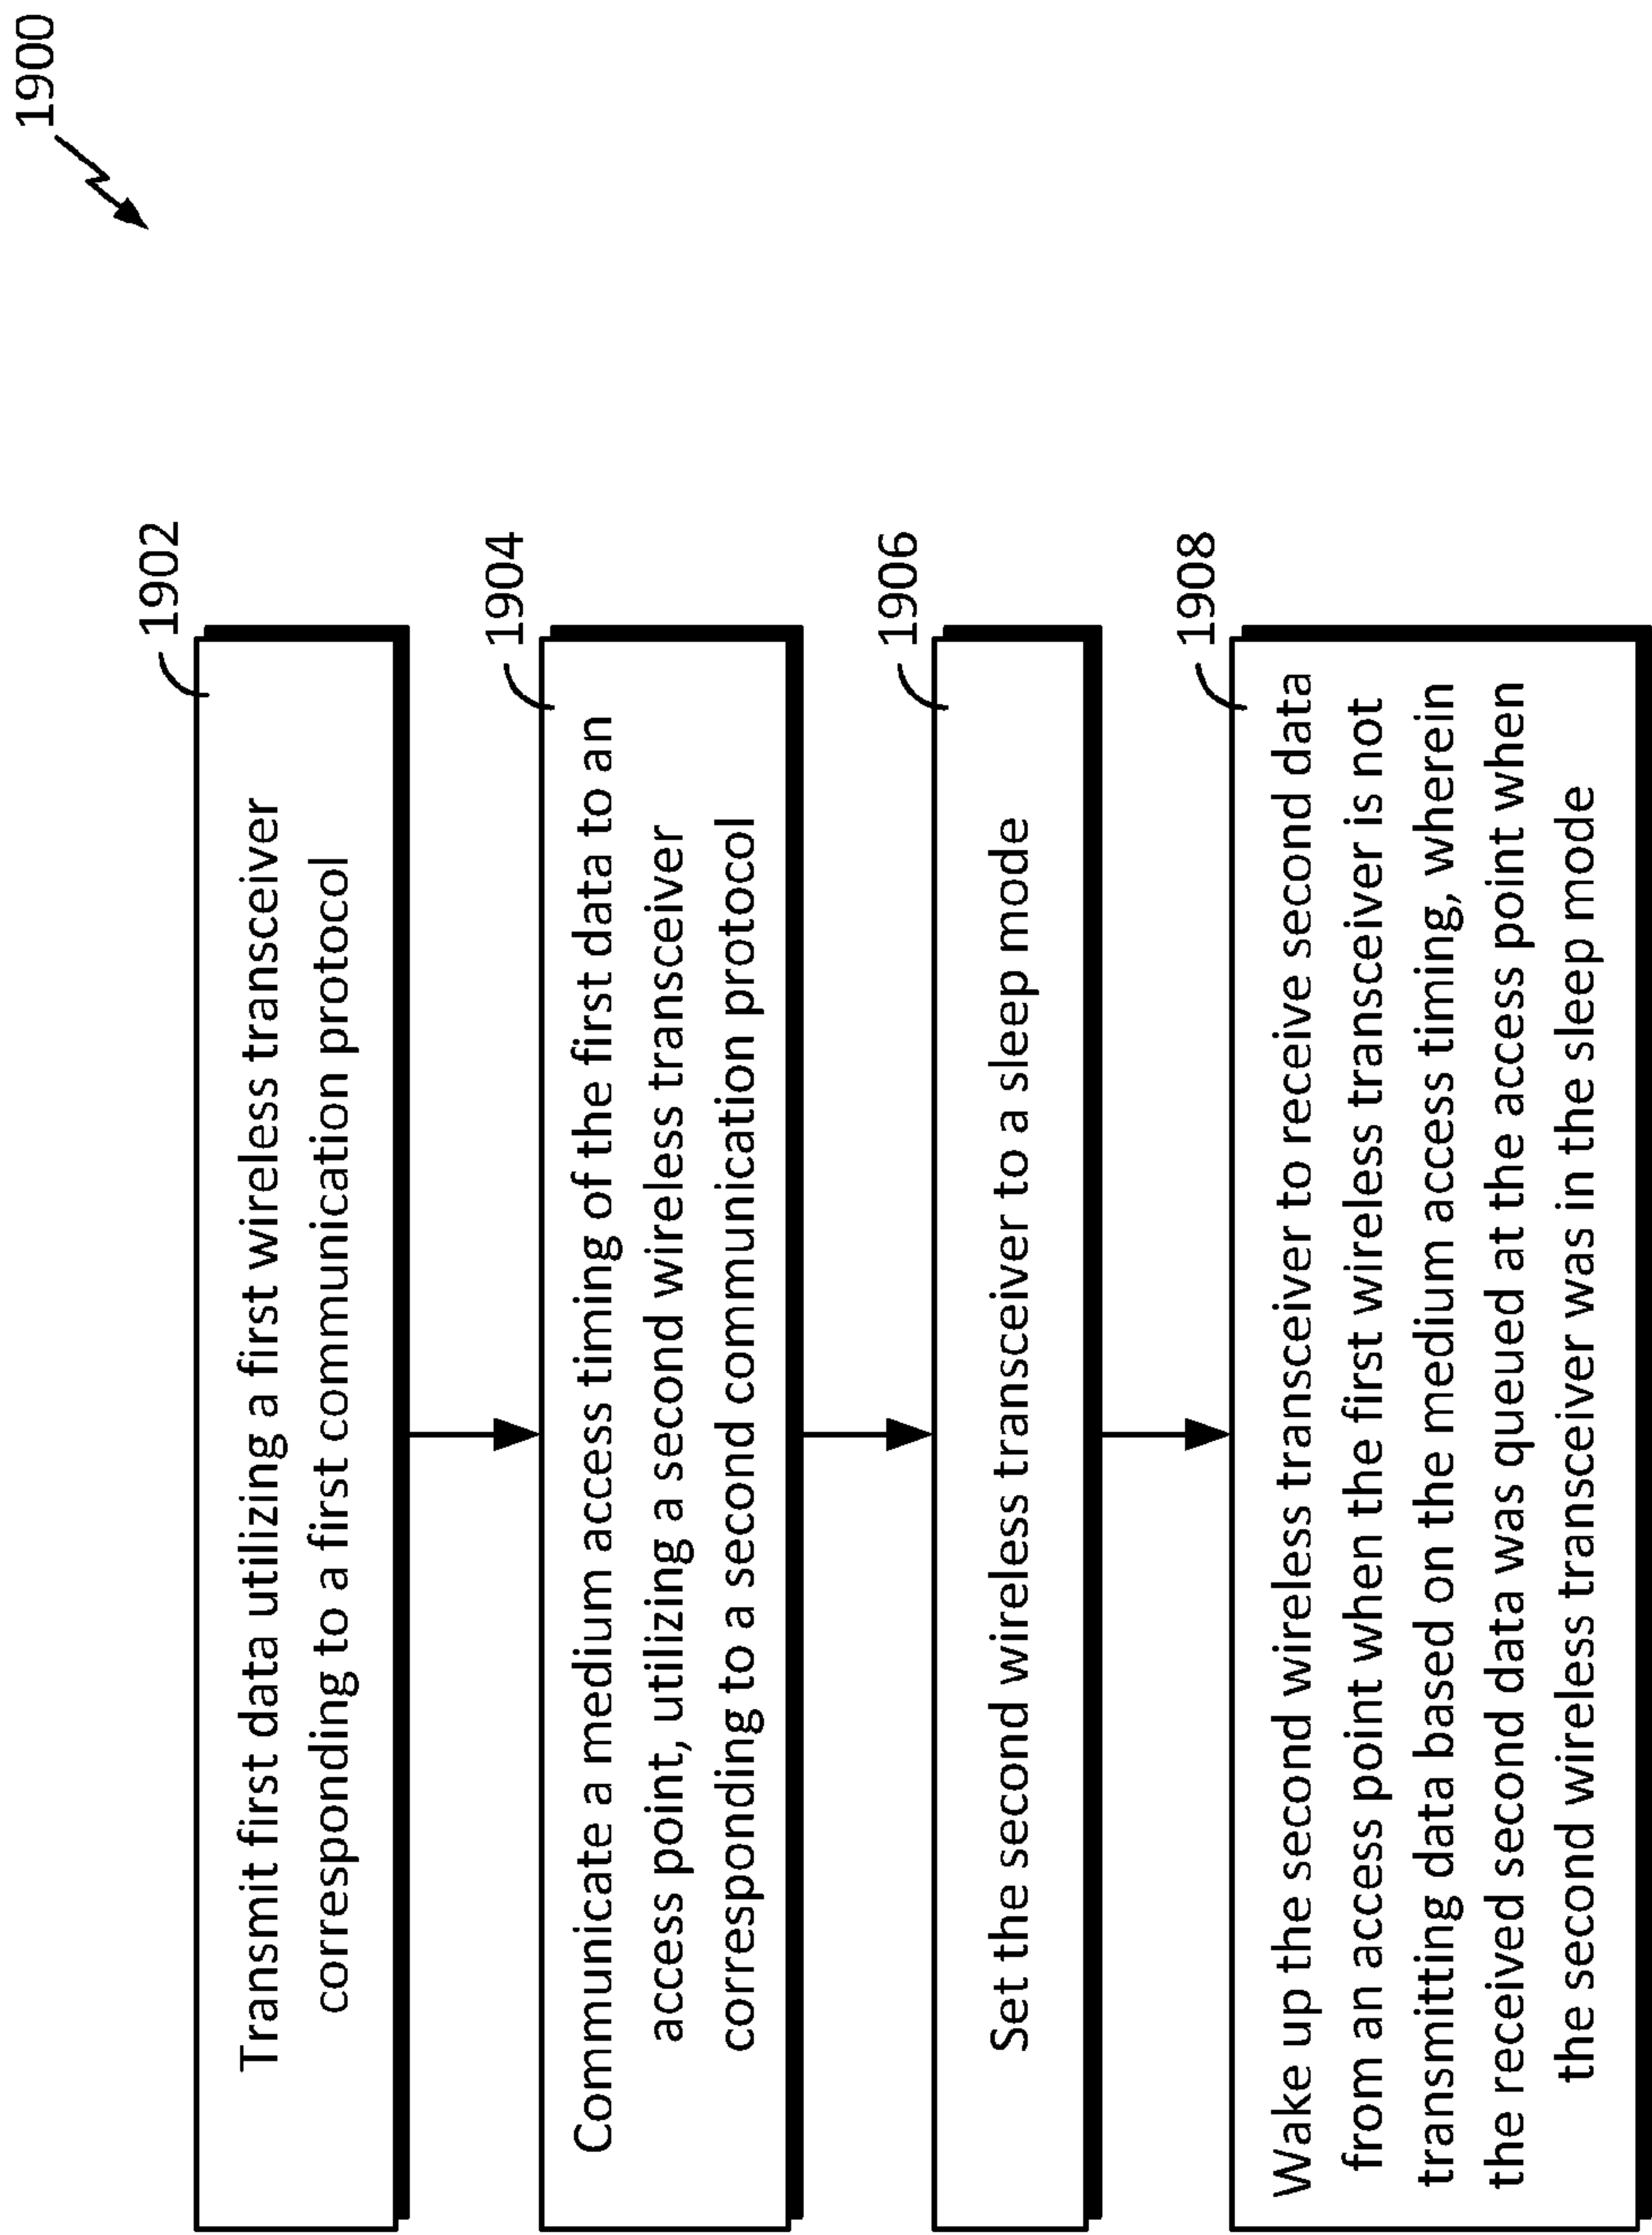 1900
1902
Transmit first data utilizing a first wireless transceiver
corresponding to a first communication protocol
1904
Communicate a medium access timing of the first data to an
access point, utilizing a second wireless transceiver
corresponding to a second communication protocol
1906
Set the second wireless transceiver to a sleep mode
1908
Wake up the second wireless transceiver to receive second data
from an access point when the first wireless transceiver is not
transmitting data based on the medium access timing, wherein
the received second data was queued at the access point when
the second wireless transceiver was in the sleep mode